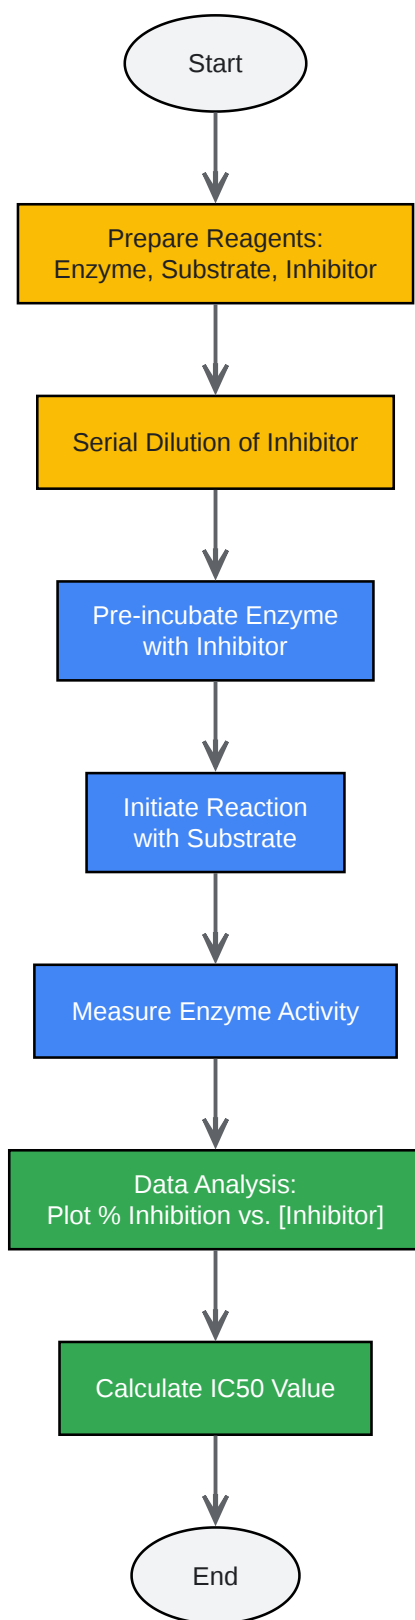 Start
Prepare Reagents:
Enzyme, Substrate, Inhibitor
Serial Dilution of Inhibitor
Pre-incubate Enzyme
with Inhibitor
Initiate Reaction
with Substrate
Measure Enzyme Activity
Data Analysis:
Plot % Inhibition vs. [Inhibitor]
Calculate IC50 Value
End